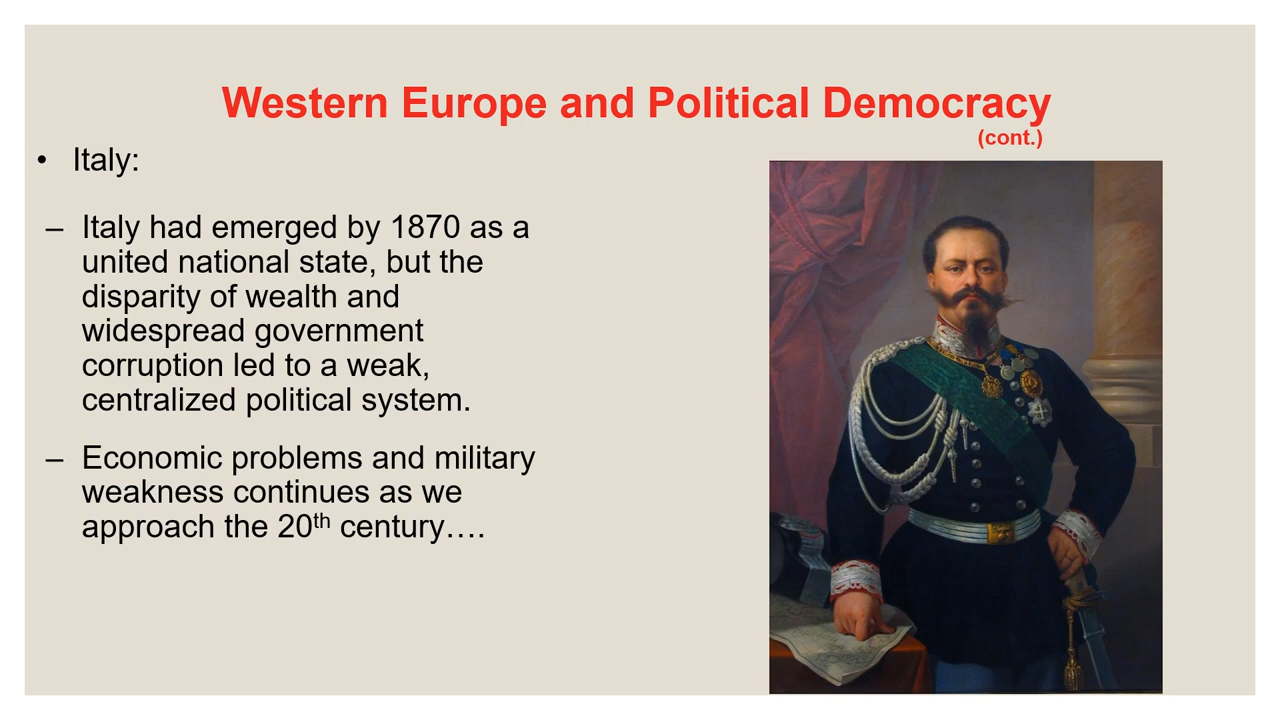 Western Europe and Political Democracy
(cont.)
• Italy:
– Italy had emerged by 1870 as a
united national state, but the
disparity of wealth and
widespread government
corruption led to a weak,
centralized political system.
– Economic problems and military
weakness continues as we
approach the 20th century….